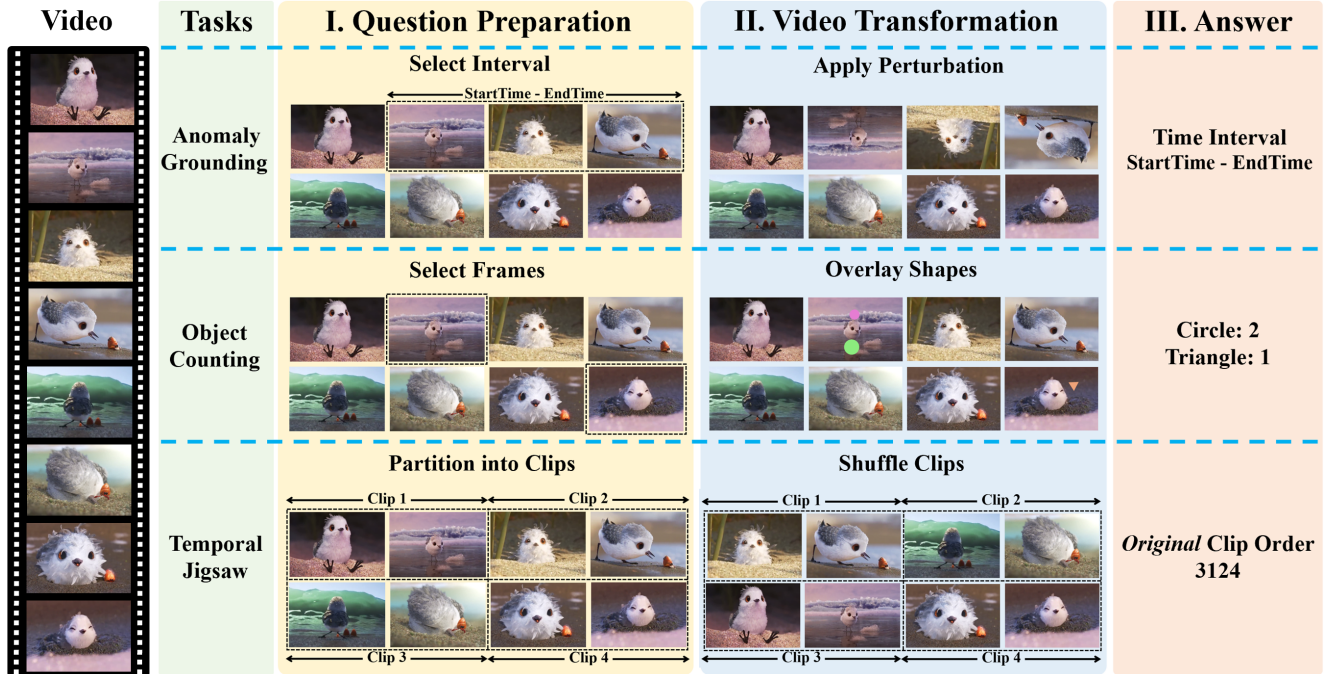 Video
Tasks
I. Question Preparation
II. Video Transformation
III. Answer
Anomaly
Grounding
Select Interval
StartTime - EndTime
Apply Perturbation
Time Interval
StartTime - EndTime
Object
Counting
Select Frames
Overlay Shapes
Circle: 2
Triangle: 1
Temporal
Jigsaw
Partition into Clips
Clip 1
Clip 2
Clip 3
Clip 4
Shuffle Clips
Clip 1
Clip 2
Clip 3
Clip 4
Original Clip Order
3124